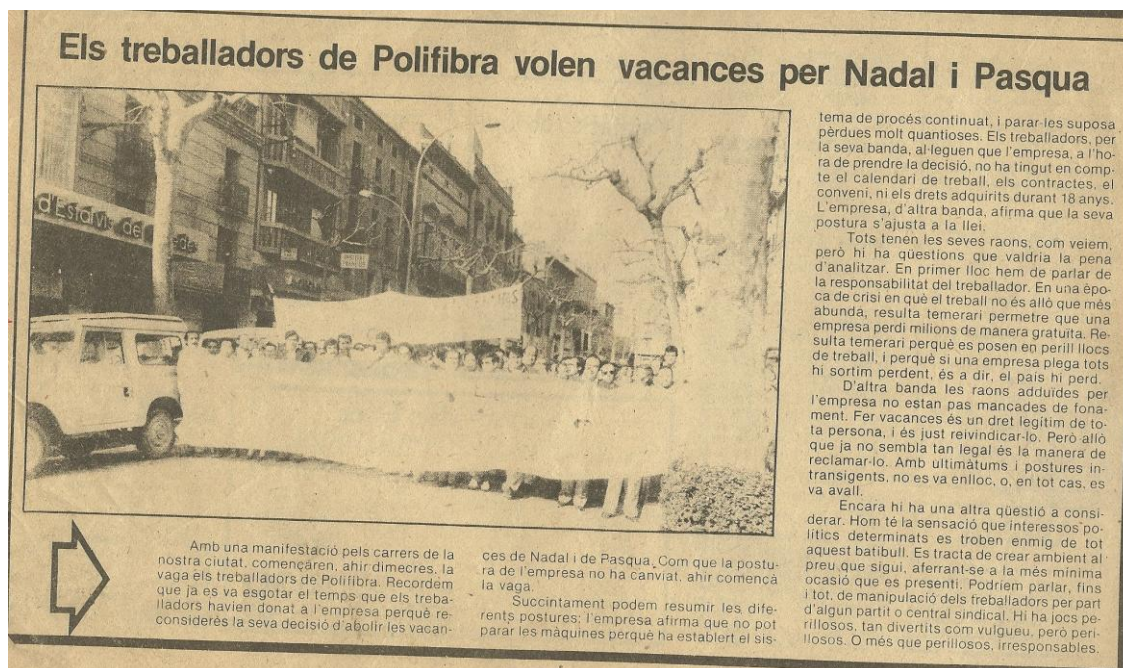 Els treballadors de Polifibra volen vacances per Nadal i Pasqua
d'Estalvis de
Amb una manifestació pels carrers de la
nostra ciutat, començaren, ahir dimecres, la
vaga els treballadors de Polifibra. Recordem
que ja es va esgotar el temps que els treba-
lladors havien donat a l'empresa perquè re-
considerès la seva decisió d'abolir les vacan-
ces de Nadal i de Pasqua. Com que la postu-
ra de l'empresa no ha canviat, ahir començà
la vaga.
Succintament podem resumir les dife-
rents postures: l'empresa afirma que no pot
parar les màquines perquè ha establert el sis-
tema de procés continuat, i parar-les suposa
pèrdues molt quantioses. Els treballadors, per
la seva banda, al·leguen que l'empresa, a l'ho-
ra de prendre la decisió, no ha tingut en comp-
te el calendari de treball, els contractes, el
conveni, ni els drets adquirits durant 18 anys.
L'empresa, d'altra banda, afirma que la seva
postura s'ajusta a la llei.
Tots tenen les seves raons, com veiem,
però hi ha qüestions que valdria la pena
d'analitzar. En primer lloc hem de parlar de
la responsabilitat del treballador. En una èpo-
ca de crisi en què el treball no és allò que més
abunda, resulta temerari permetre que una
empresa perdi milions de manera gratuïta. Re-
sulta temerari perquè es posen en perill llocs
de treball, i perquè si una empresa plega tots
hi sortim perdent, és a dir, el país hi perd.
D'altra banda les raons adduïdes per
l'empresa no estan pas mancades de fona-
ment. Fer vacances és un dret legítim de to-
ta persona, i és just reivindicar-lo. Però allò
que ja no sembla tan legal és la manera de
reclamar-lo. Amb ultimàtums i postures in-
transigents, no es va enlloc, o, en tot cas, es
va avall.
Encara hi ha una altra qüestió a consi-
derar. Hom té la sensació que interessos po-
lítics determinats es troben enmig de tot
aquest batibull. Es tracta de crear ambient al
preu que sigui, aferrant-se a la més mínima
ocasió que es presenti. Podríem parlar, fins
i tot, de manipulació dels treballadors per part
d'algun partit o central sindical. Hi ha jocs pe-
rillosos, tan divertits com vulgueu, però peri-
llosos. O més que perillosos, irresponsables.